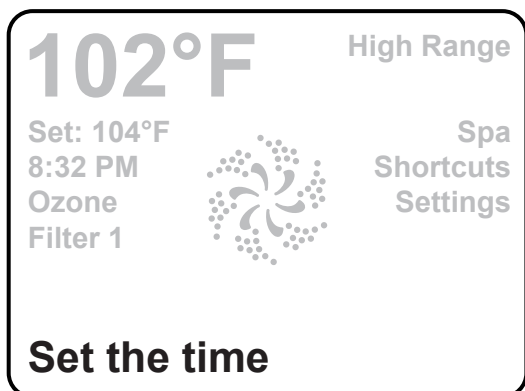 102°F
High Range
Set: 104°F
Spa
8:32 PM
Shortcuts
Ozone
Settings
Filter 1
Set the time